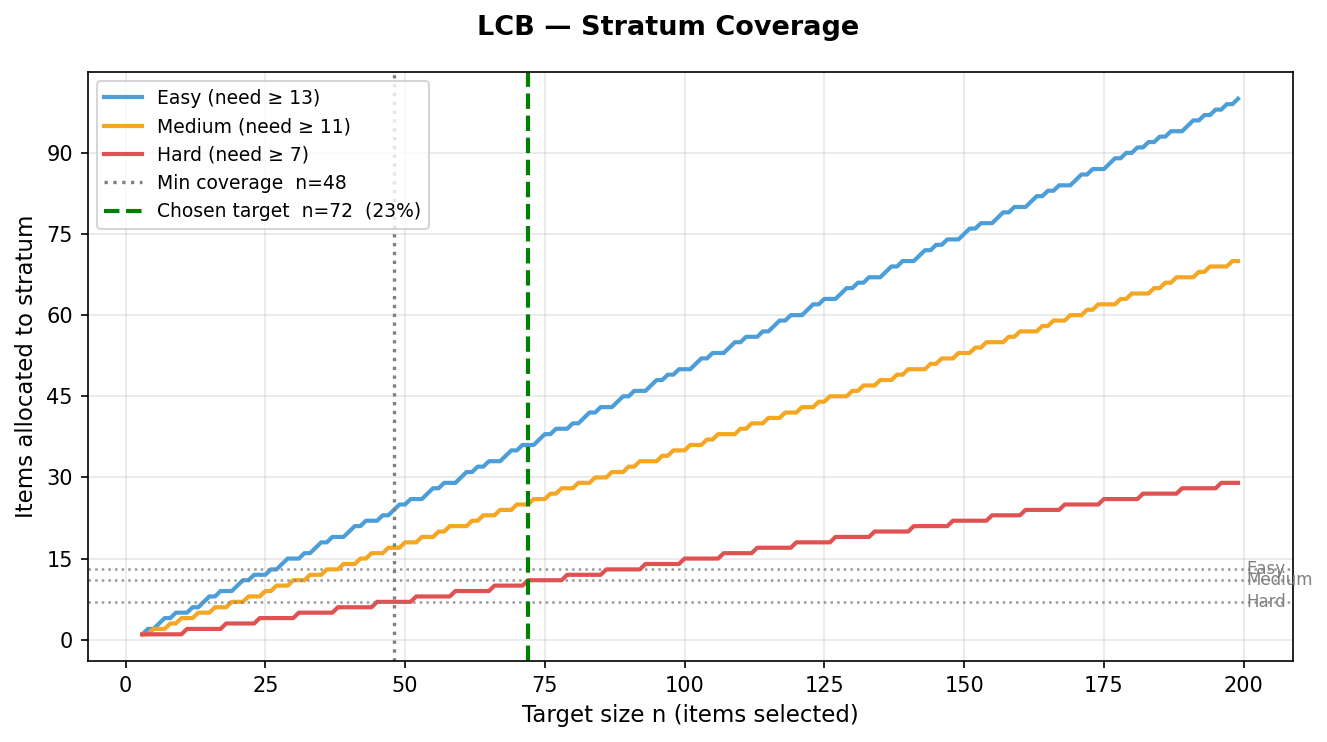 LCB — Stratum Coverage
Easy (need ≥ 13)
Medium (need ≥ 11)
Hard (need ≥ 7)
Min coverage  n=48
Chosen target  n=72  (23%)
Items allocated to stratum
90
75
60
45
30
15
0
Easy
Medium
Hard
0 25 50 75 100 125 150 175 200
Target size n (items selected)